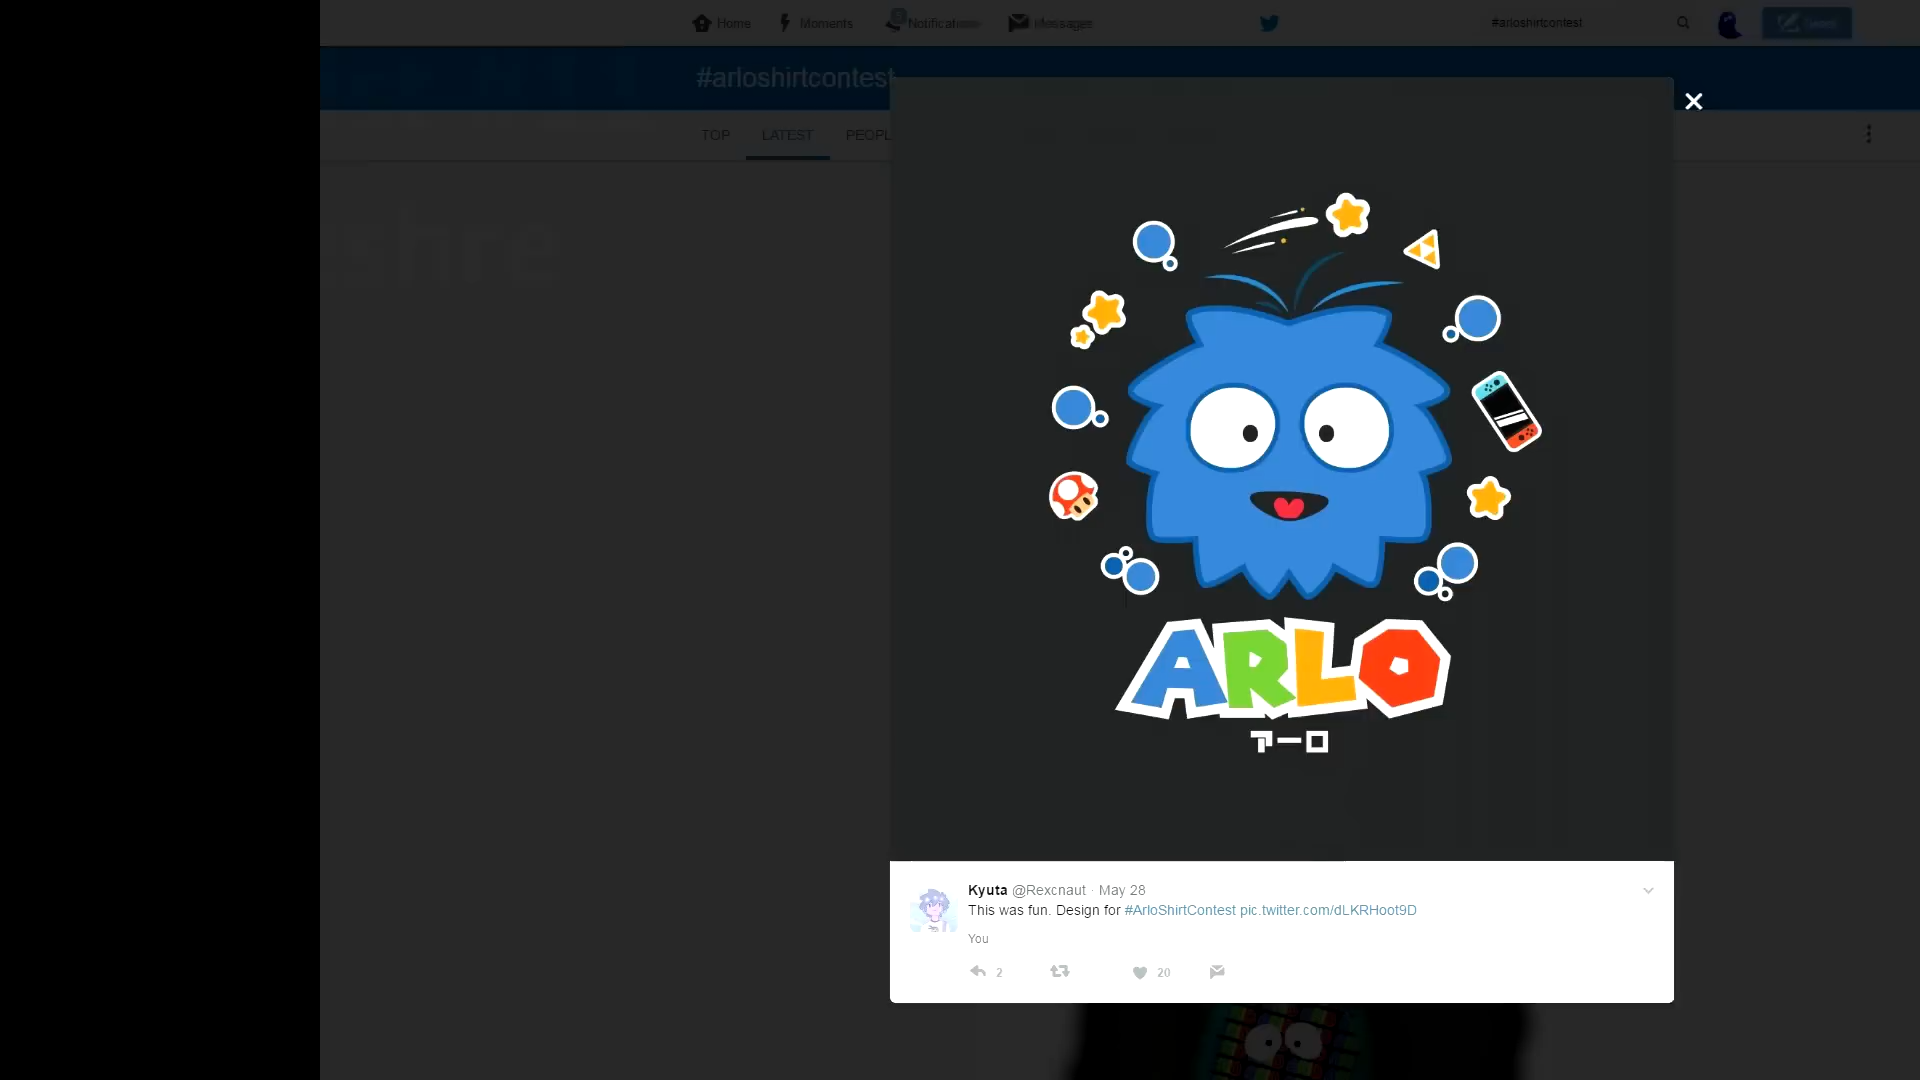 Home Moments Notifications Messages #arloshirtcontest
#arloshirtcontest
TOP LATEST PEOPL
ARLO
アーロ
Kyuta @Rexcnaut · May 28
This was fun. Design for #ArloShirtContest pic.twitter.com/dLKRHoot9D
You
2 20